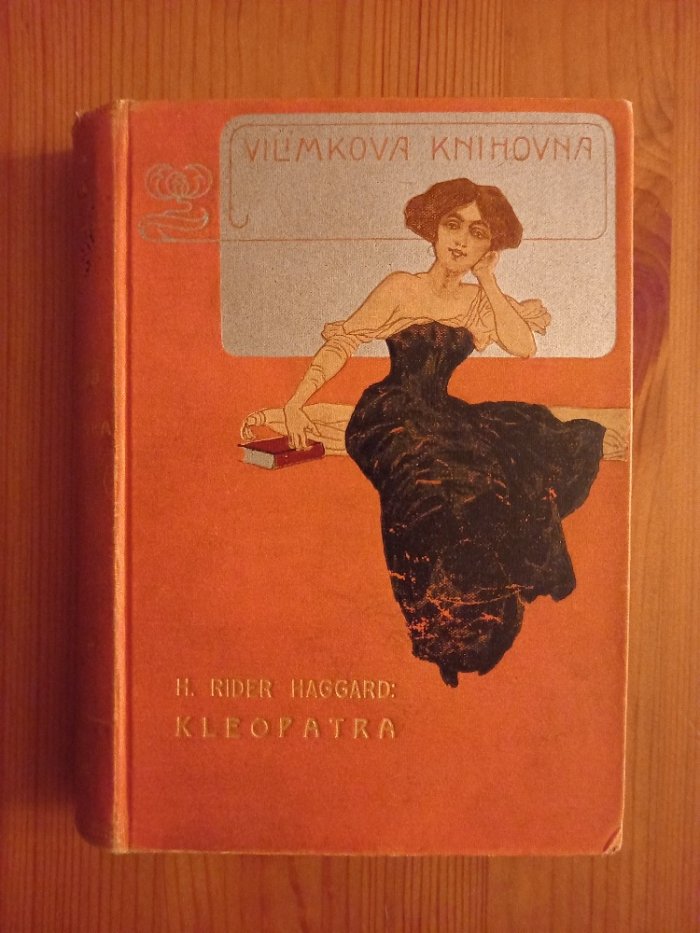 VILÍMKOVA KNIHOVNA
H. RIDER HAGGARD:
KLEOPATRA